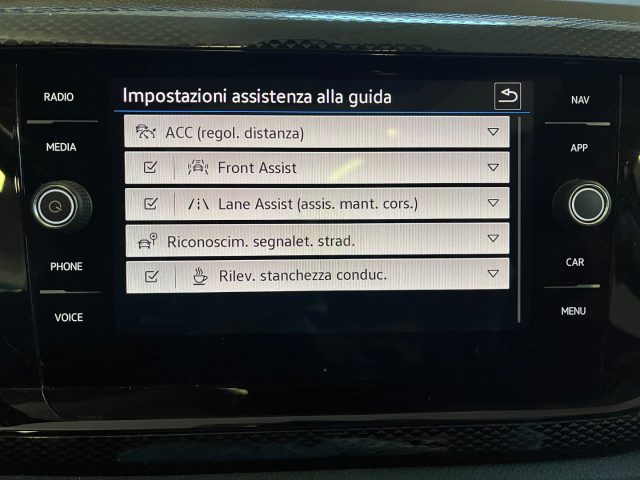 Impostazioni assistenza alla guida
RADIO
MEDIA
PHONE
VOICE
ACC (regol. distanza)
Front Assist
Lane Assist (assis. mant. cors.)
Riconoscim. segnalet. strad.
Rilev. stanchezza conduc.
NAV
APP
CAR
MENU